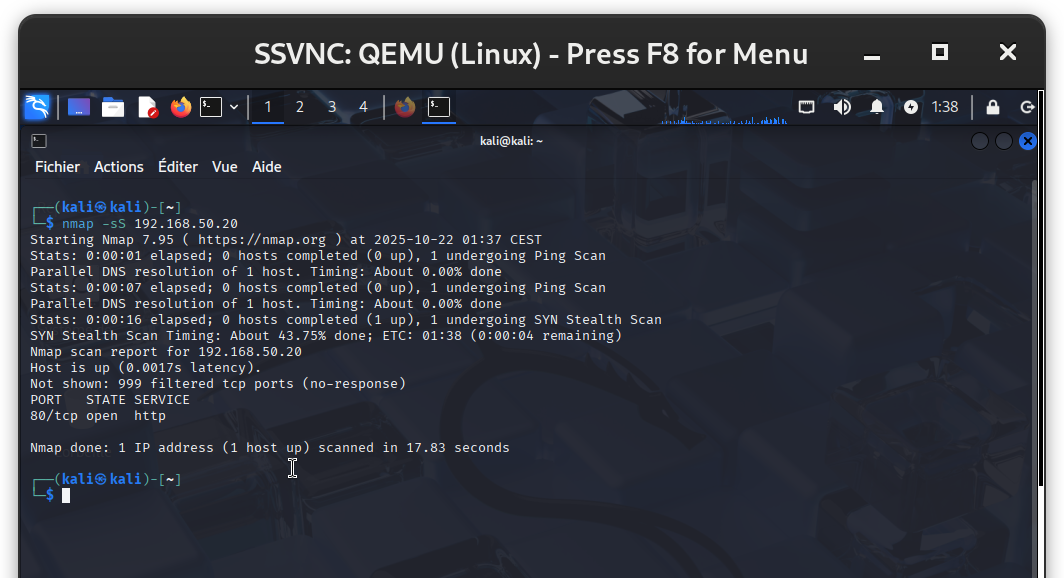 SSVNC: QEMU (Linux) - Press F8 for Menu
1 2 3 4 1:38
kali@kali: ~
Fichier Actions Éditer Vue Aide
┌──(kali㉿kali)-[~]
└─$ nmap -sS 192.168.50.20
Starting Nmap 7.95 ( https://nmap.org ) at 2025-10-22 01:37 CEST
Stats: 0:00:01 elapsed; 0 hosts completed (0 up), 1 undergoing Ping Scan
Parallel DNS resolution of 1 host. Timing: About 0.00% done
Stats: 0:00:07 elapsed; 0 hosts completed (0 up), 1 undergoing Ping Scan
Parallel DNS resolution of 1 host. Timing: About 0.00% done
Stats: 0:00:16 elapsed; 0 hosts completed (1 up), 1 undergoing SYN Stealth Scan
SYN Stealth Scan Timing: About 43.75% done; ETC: 01:38 (0:00:04 remaining)
Nmap scan report for 192.168.50.20
Host is up (0.0017s latency).
Not shown: 999 filtered tcp ports (no-response)
PORT   STATE SERVICE
80/tcp open  http
Nmap done: 1 IP address (1 host up) scanned in 17.83 seconds
┌──(kali㉿kali)-[~]
└─$